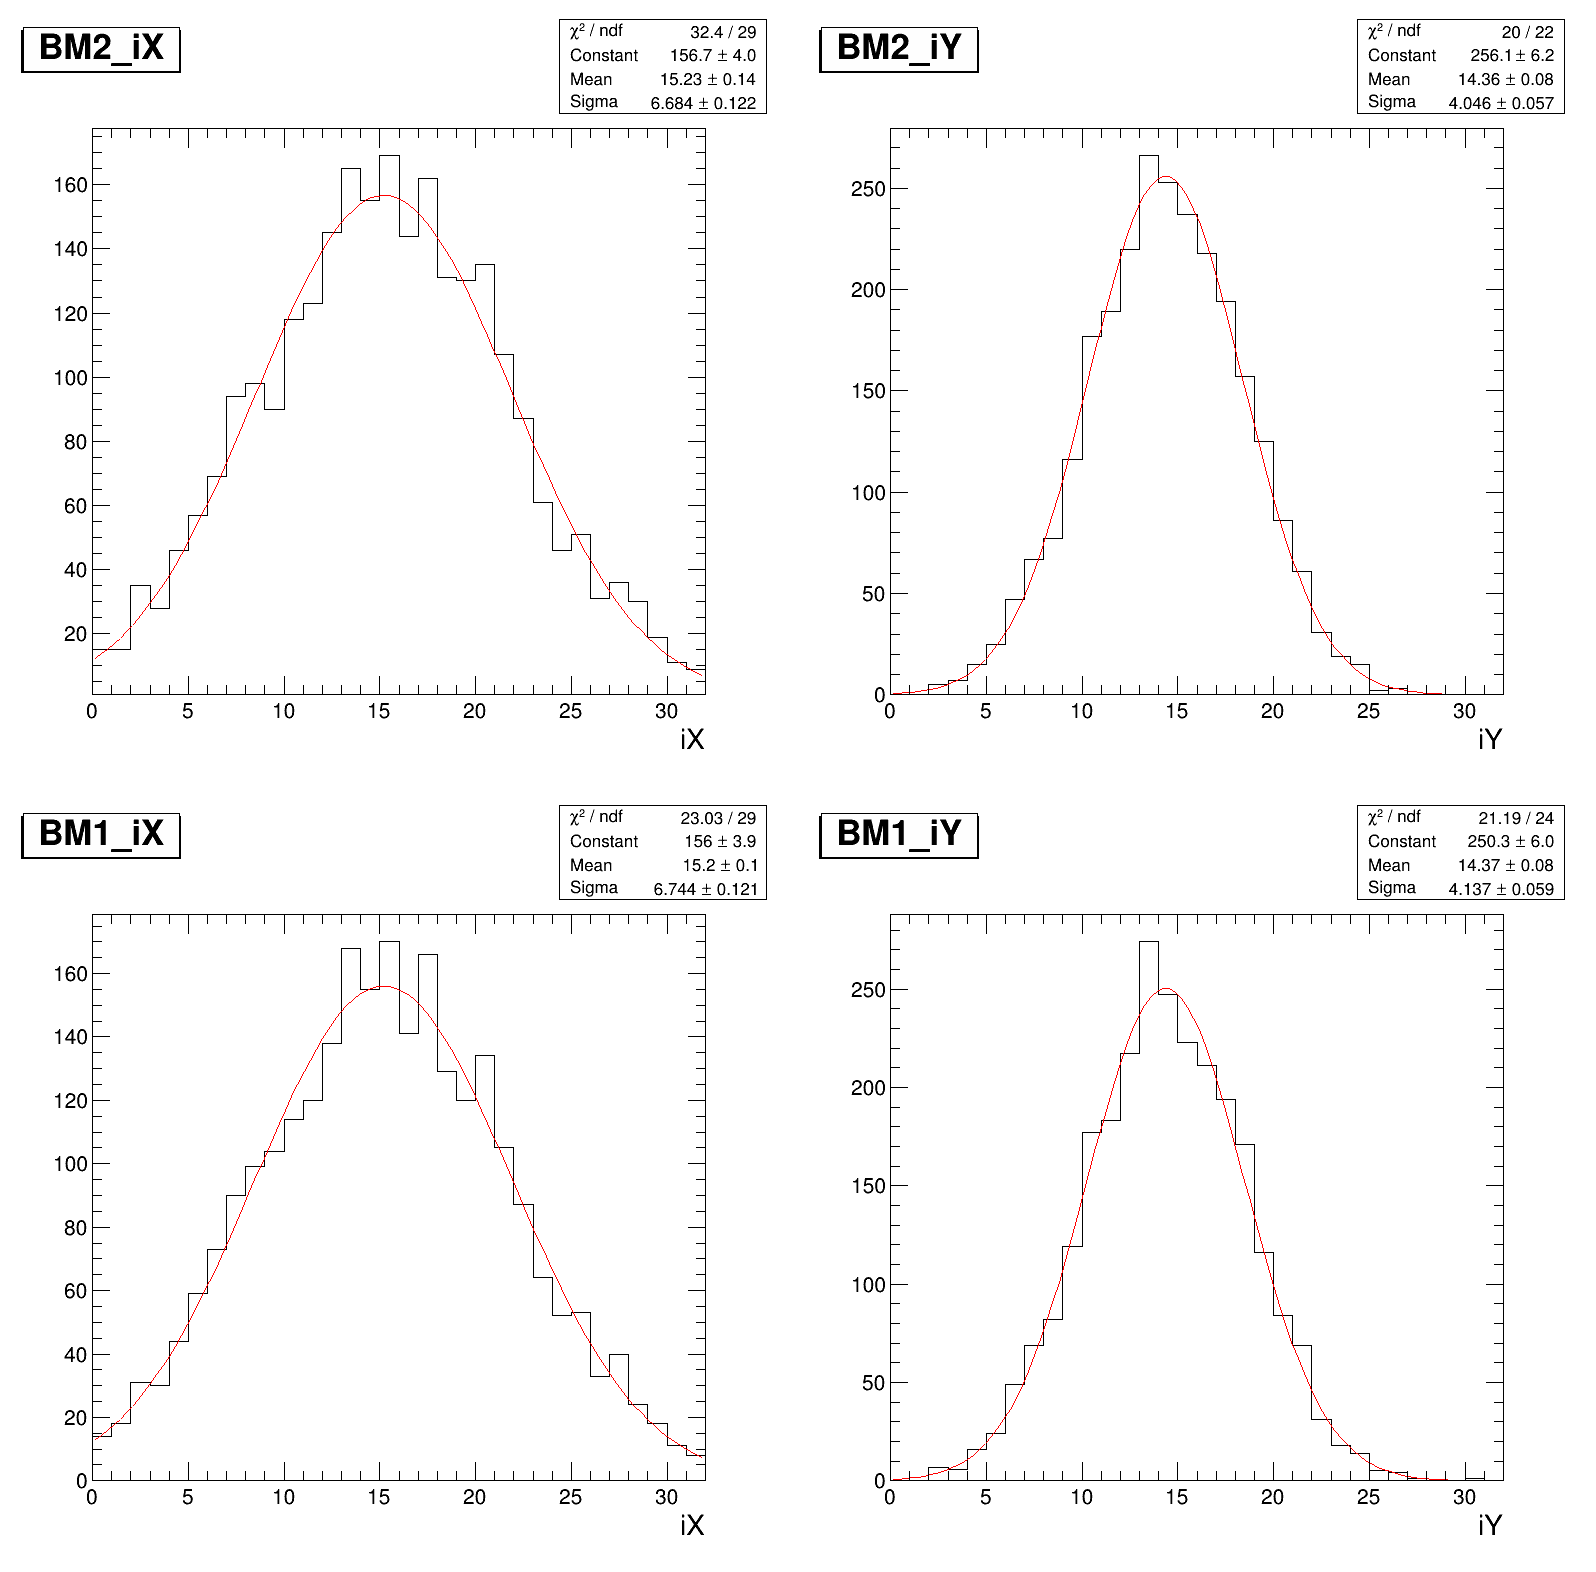 BM2_iX
χ² / ndf 32.4 / 29
Constant 156.7 ± 4.0
Mean 15.23 ± 0.14
Sigma 6.684 ± 0.122
160
140
120
100
80
60
40
20
0 5 10 15 20 25 30
iX
BM2_iY
χ² / ndf 20 / 22
Constant 256.1 ± 6.2
Mean 14.36 ± 0.08
Sigma 4.046 ± 0.057
250
200
150
100
50
0
0 5 10 15 20 25 30
iY
BM1_iX
χ² / ndf 23.03 / 29
Constant 156 ± 3.9
Mean 15.2 ± 0.1
Sigma 6.744 ± 0.121
160
140
120
100
80
60
40
20
0
0 5 10 15 20 25 30
iX
BM1_iY
χ² / ndf 21.19 / 24
Constant 250.3 ± 6.0
Mean 14.37 ± 0.08
Sigma 4.137 ± 0.059
250
200
150
100
50
0
0 5 10 15 20 25 30
iY